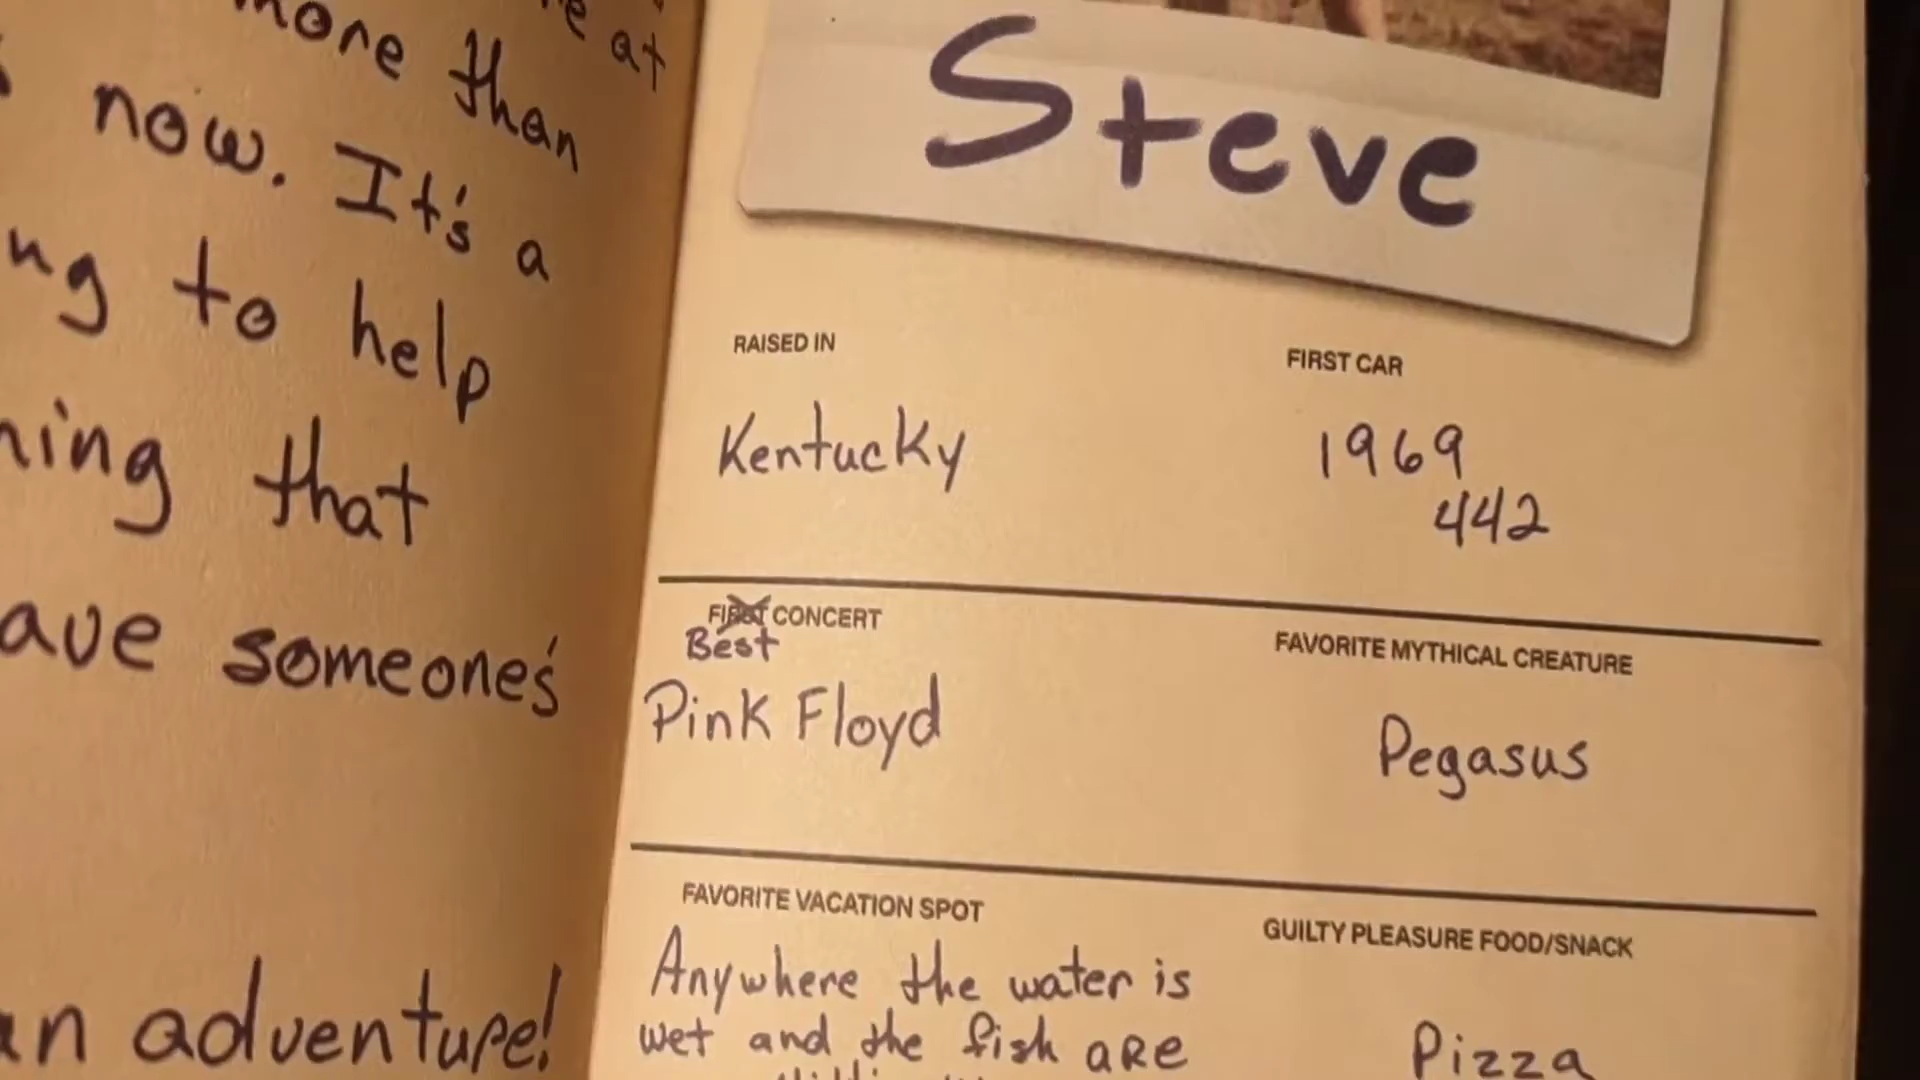 more than
at
now. It's a
to help
that
someone's
an adventure!
Steve
RAISED IN
Kentucky
FIRST CAR
1969
442
FIRST CONCERT
Best
Pink Floyd
FAVORITE MYTHICAL CREATURE
Pegasus
FAVORITE VACATION SPOT
Anywhere the water is
wet and the fish are
GUILTY PLEASURE FOOD/SNACK
Pizza